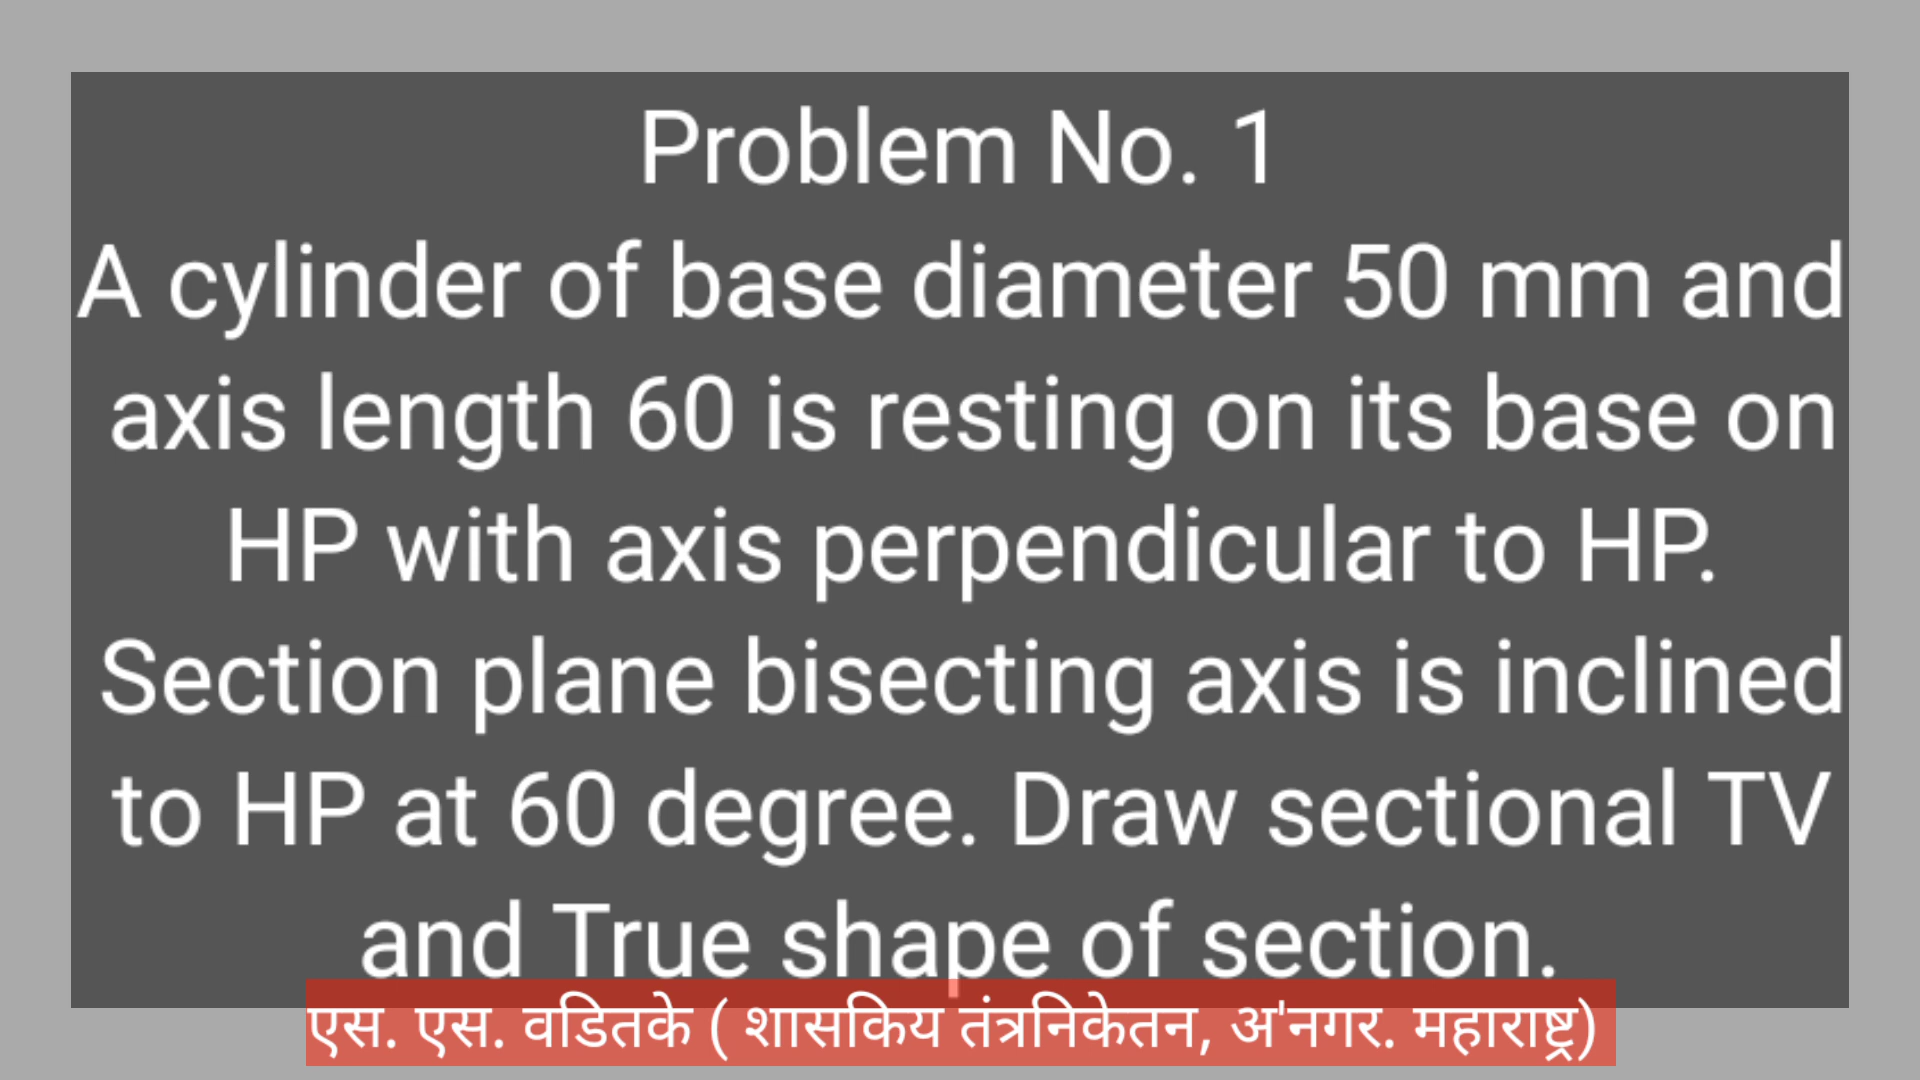 Problem No. 1
A cylinder of base diameter 50 mm and
axis length 60 is resting on its base on
HP with axis perpendicular to HP.
Section plane bisecting axis is inclined
to HP at 60 degree. Draw sectional TV
and True shape of section.
एस. एस. वडितके ( शासकिय तंत्रनिकेतन, अ'नगर. महाराष्ट्र)